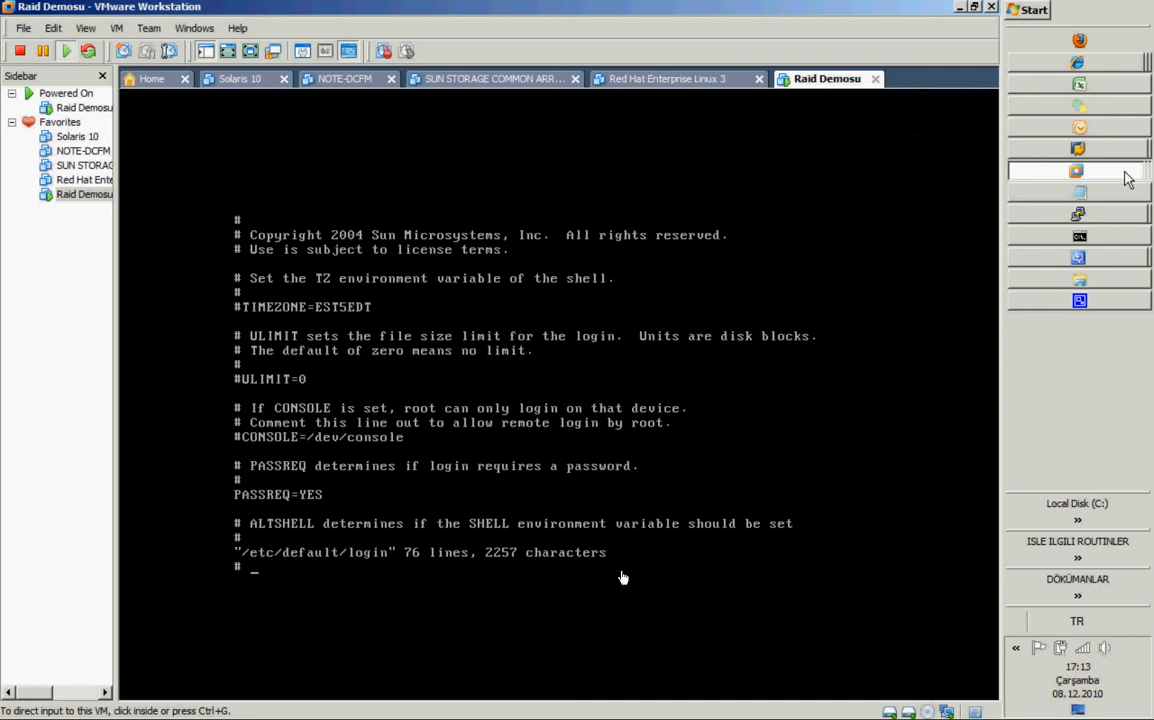 Raid Demosu - VMware Workstation
File Edit View VM Team Windows Help
Sidebar
Powered On
Raid Demosu
Favorites
Solaris 10
NOTE-DCFM
SUN STORAG
Red Hat Ente
Raid Demosu
Home
Solaris 10
NOTE-DCFM
SUN STORAGE COMMON ARR...
Red Hat Enterprise Linux 3
Raid Demosu
#
# Copyright 2004 Sun Microsystems, Inc.  All rights reserved.
# Use is subject to license terms.
# Set the TZ environment variable of the shell.
#
#TIMEZONE=EST5EDT
# ULIMIT sets the file size limit for the login.  Units are disk blocks.
# The default of zero means no limit.
#
#ULIMIT=0
# If CONSOLE is set, root can only login on that device.
# Comment this line out to allow remote login by root.
#CONSOLE=/dev/console
# PASSREQ determines if login requires a password.
#
PASSREQ=YES
# ALTSHELL determines if the SHELL environment variable should be set
#
"/etc/default/login" 76 lines, 2257 characters
# _
To direct input to this VM, click inside or press Ctrl+G.
Start
C:\.
Local Disk (C:)
»
ISLE ILGILI ROUTINLER
»
DÖKÜMANLAR
»
TR
«
17:13
Çarşamba
08.12.2010